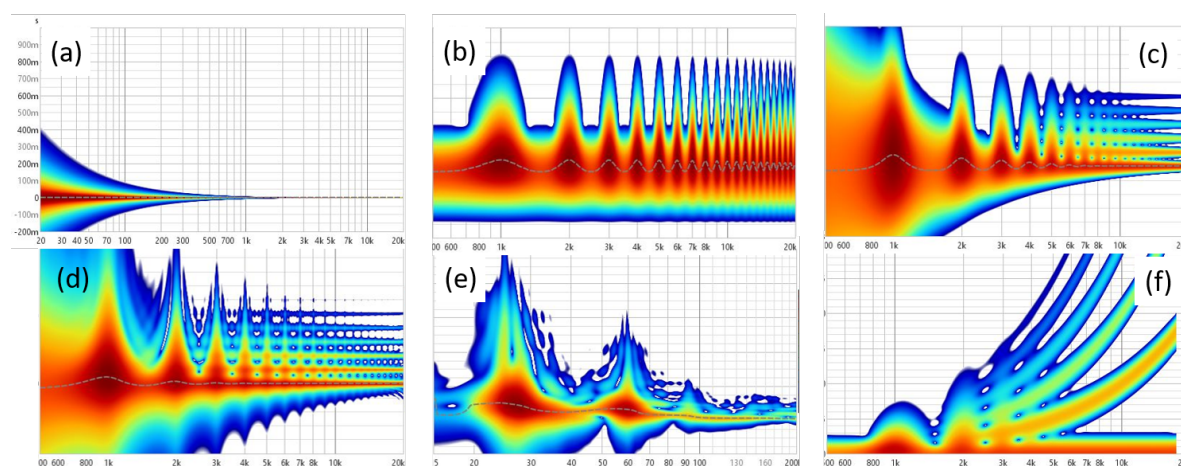 s
900m
800m
700m
600m
500m
400m
300m
200m
100m
0
-100m
-200m
20 30 40 50 70 100 200 300 500 700 1k 2k 3k 4k 5k 7k 10k 20k
(a)
(b)
00 600 800 1k 2k 3k 4k 5k 6k 7k 8k 10k 20k
(c)
00 600 800 1k 2k 3k 4k 5k 6k 7k 8k 10k 20k
(d)
00 600 800 1k 2k 3k 4k 5k 6k 7k 8k 10k 20k
(e)
5 20 30 40 50 60 70 80 90 100 130 160 200
(f)
00 600 800 1k 2k 3k 4k 5k 6k 7k 8k 10k 20k